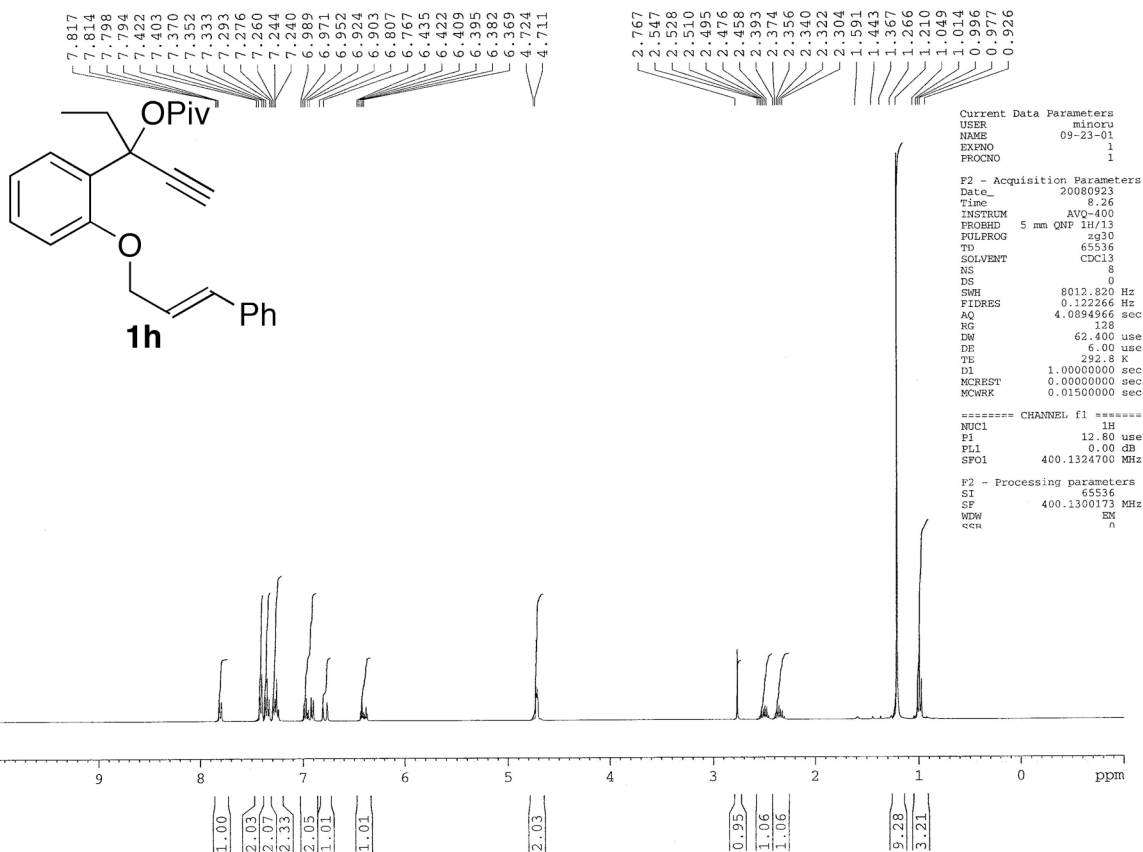 7.817
7.814
7.798
7.794
7.422
7.403
7.370
7.352
7.333
7.293
7.276
7.260
7.244
7.240
6.989
6.971
6.952
6.924
6.903
6.807
6.767
6.435
6.422
6.409
6.395
6.382
6.369
4.724
4.711
2.767
2.547
2.528
2.510
2.495
2.476
2.458
2.393
2.374
2.356
2.340
2.322
2.304
1.591
1.443
1.367
1.266
1.210
1.049
1.014
0.996
0.977
0.926
OPiv
O
Ph
1h
Current Data Parameters
USER minoru
NAME 09-23-01
EXPNO 1
PROCNO 1
F2 - Acquisition Parameters
Date_ 20080923
Time 8.26
INSTRUM AVQ-400
PROBHD 5 mm QNP 1H/13
PULPROG zg30
TD 65536
SOLVENT CDCl3
NS 8
DS 0
SWH 8012.820 Hz
FIDRES 0.122266 Hz
AQ 4.0894966 sec
RG 128
DW 62.400 use
DE 6.00 use
TE 292.8 K
D1 1.00000000 sec
MCREST 0.00000000 sec
MCWRK 0.01500000 sec
======== CHANNEL f1 =======
NUC1 1H
P1 12.80 use
PL1 0.00 dB
SFO1 400.1324700 MHz
F2 - Processing parameters
SI 65536
SF 400.1300173 MHz
WDW EM
SSB 0
9 8 7 6 5 4 3 2 1 0 ppm
1.00
2.03
2.07
2.33
2.05
1.01
1.01
2.03
0.95
1.06
1.06
9.28
3.21